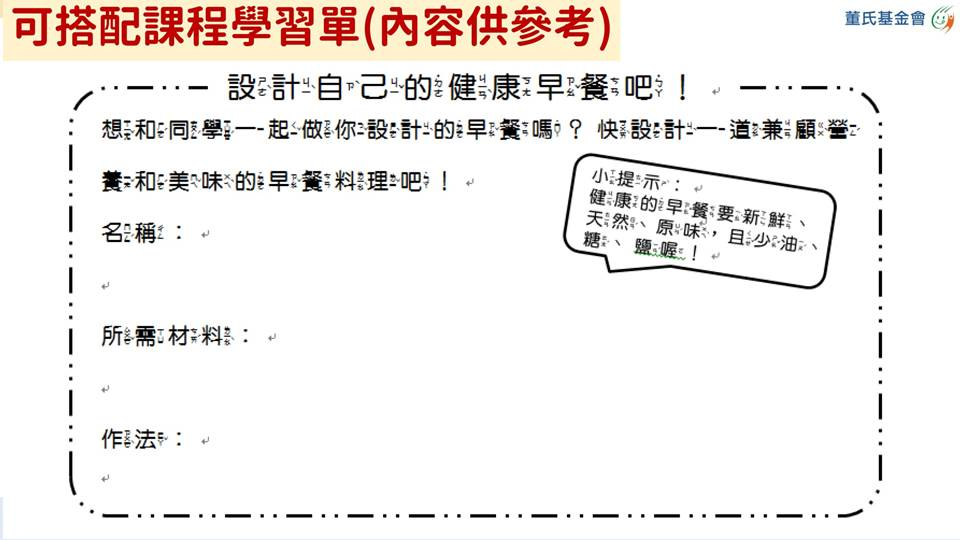 可搭配課程學習單(內容供參考)
董氏基金會
設計自己的健康早餐吧！
想和同學一起做你設計的早餐嗎？ 快設計一道兼顧營
養和美味的早餐料理吧！
小提示：
健康的早餐要新鮮、
天然、原味，且少油、
糖、鹽喔！
名稱：
所需材料：
作法：